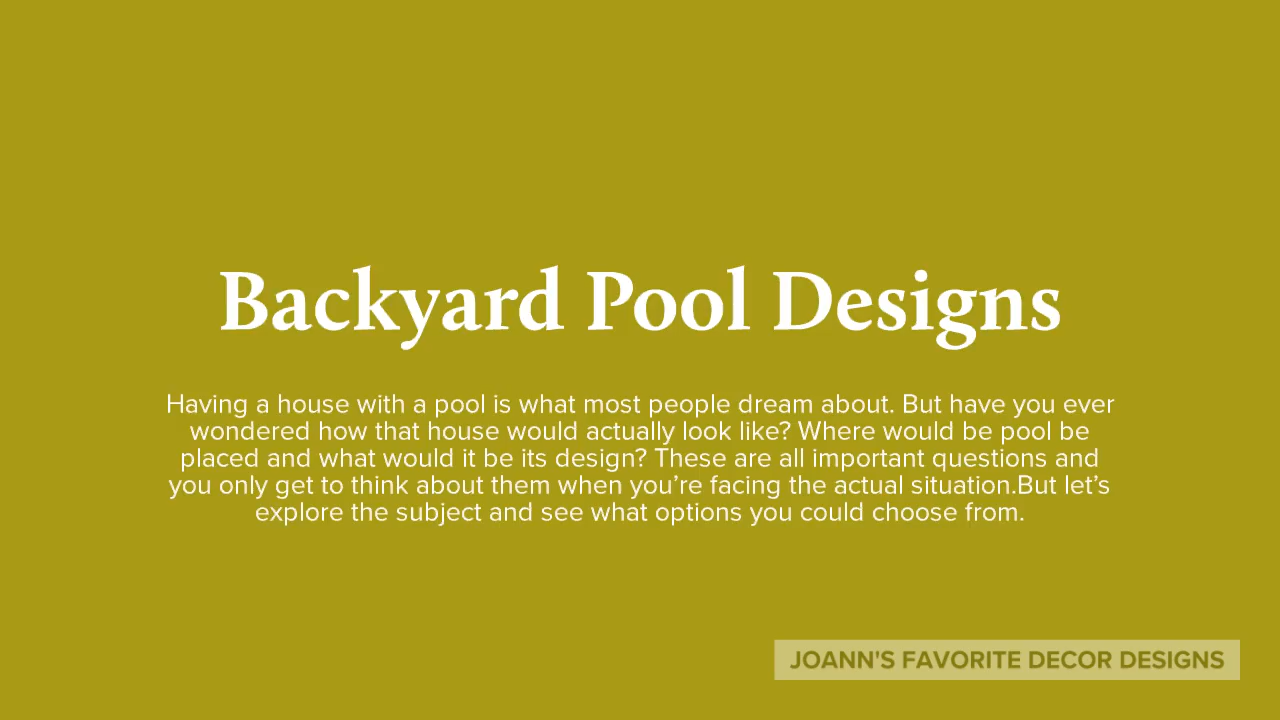 Backyard Pool Designs
Having a house with a pool is what most people dream about. But have you ever
wondered how that house would actually look like? Where would be pool be
placed and what would it be its design? These are all important questions and
you only get to think about them when you’re facing the actual situation.But let’s
explore the subject and see what options you could choose from.
JOANN'S FAVORITE DECOR DESIGNS